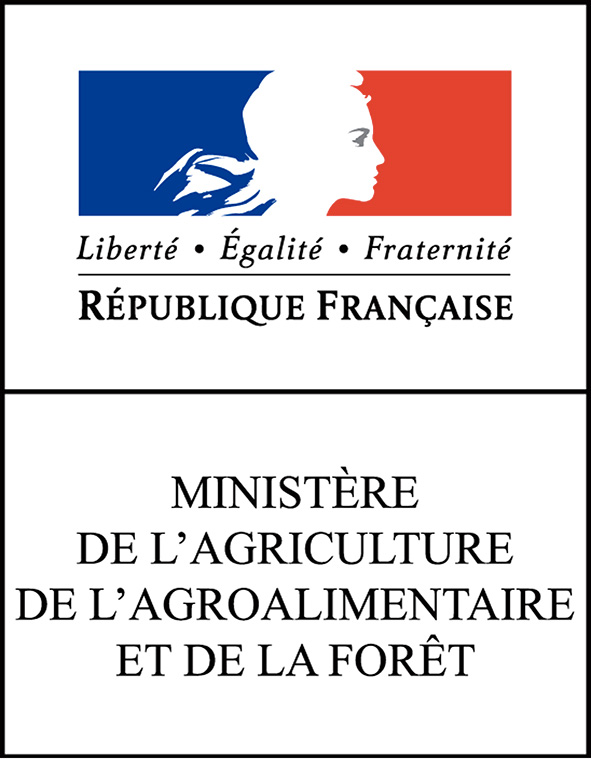 Liberté • Égalité • Fraternité
RÉPUBLIQUE FRANÇAISE
MINISTÈRE
DE L’AGRICULTURE
DE L’AGROALIMENTAIRE
ET DE LA FORÊT